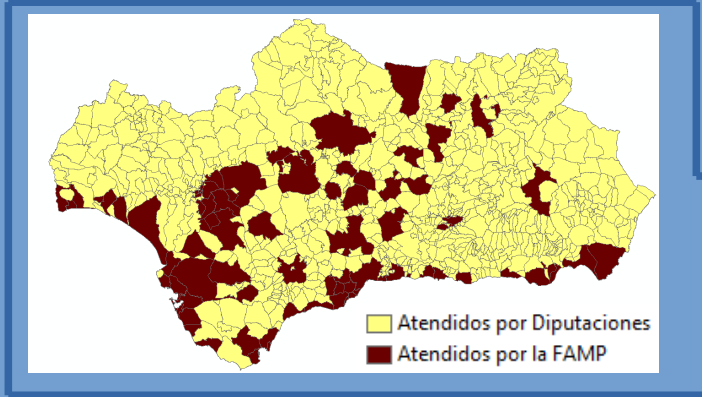 Atendidos por Diputaciones
Atendidos por la FAMP